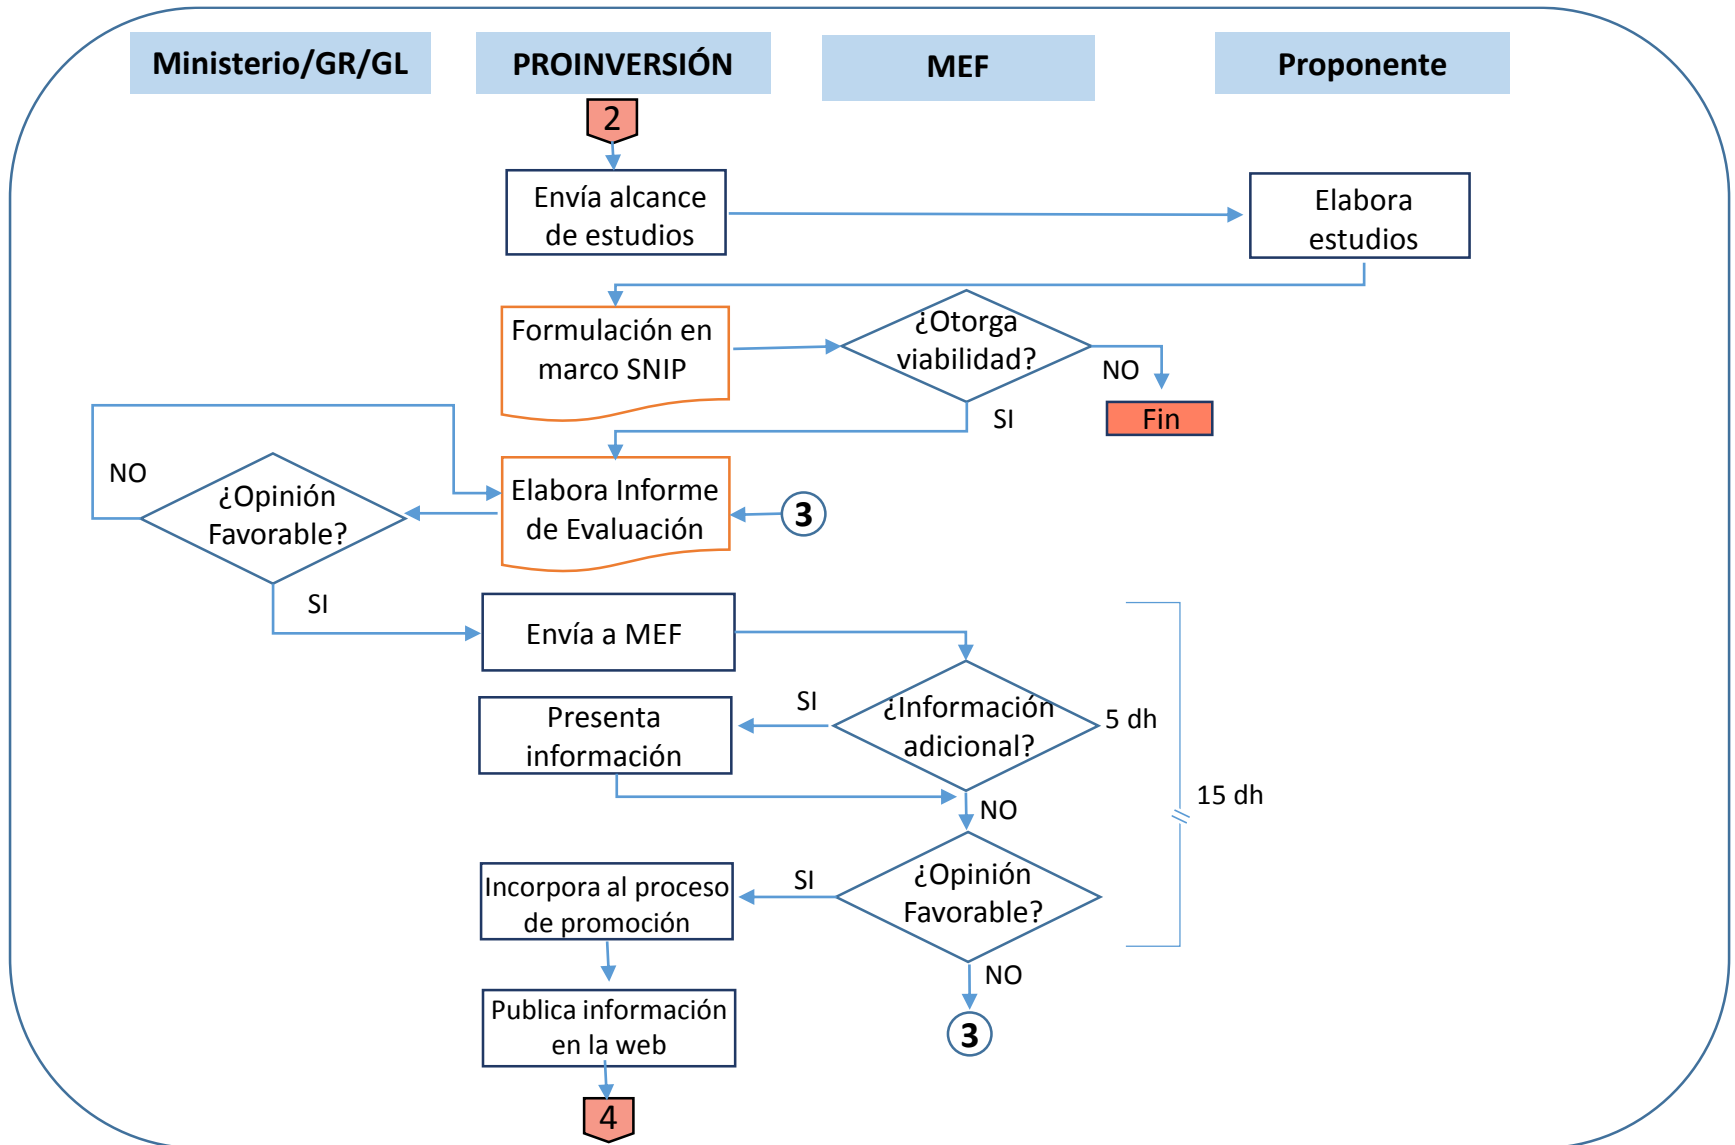 Ministerio/GR/GL
PROINVERSIÓN
MEF
Proponente
2
Envía alcance
de estudios
Elabora
estudios
Formulación en
marco SNIP
¿Otorga
viabilidad?
NO
Fin
SI
NO
¿Opinión
Favorable?
Elabora Informe
de Evaluación
3
SI
Envía a MEF
Presenta
información
SI
¿Información
adicional?
5 dh
15 dh
NO
Incorpora al proceso
de promoción
SI
¿Opinión
Favorable?
NO
Publica información
en la web
3
4